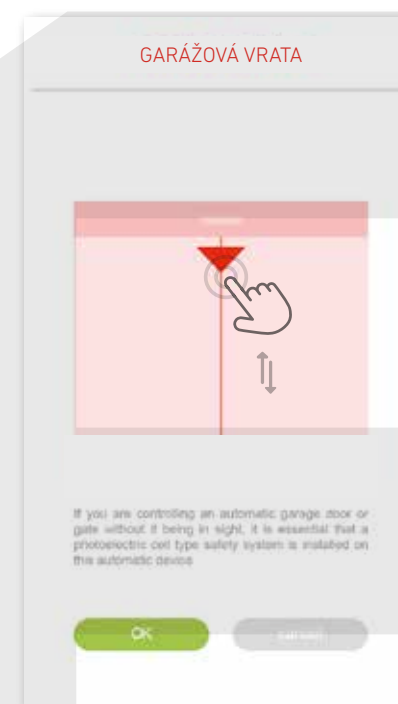 GARÁŽOVÁ VRATA
If you are controlling an automatic garage door or
gate without it being in sight, it is essential that a
photoelectric cell type safety system is installed on
this automatic device
OK